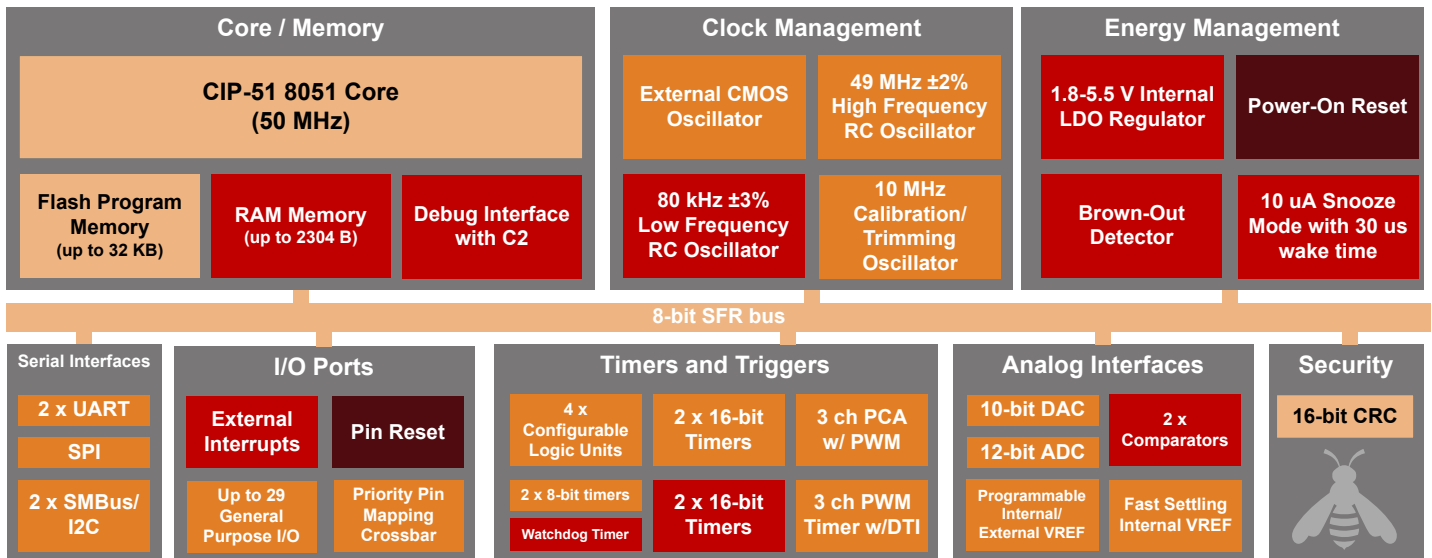 Core / Memory
CIP-51 8051 Core
(50 MHz)
Flash Program
Memory
(up to 32 KB)
RAM Memory
(up to 2304 B)
Debug Interface
with C2
Clock Management
External CMOS
Oscillator
49 MHz ±2%
High Frequency
RC Oscillator
80 kHz ±3%
Low Frequency
RC Oscillator
10 MHz
Calibration/
Trimming
Oscillator
Energy Management
1.8-5.5 V Internal
LDO Regulator
Power-On Reset
Brown-Out
Detector
10 uA Snooze
Mode with 30 us
wake time
8-bit SFR bus
Serial Interfaces
2 x UART
SPI
2 x SMBus/
I2C
I/O Ports
External
Interrupts
Pin Reset
Up to 29
General
Purpose I/O
Priority Pin
Mapping
Crossbar
Timers and Triggers
4 x
Configurable
Logic Units
2 x 16-bit
Timers
3 ch PCA
w/ PWM
2 x 8-bit timers
Watchdog Timer
2 x 16-bit
Timers
3 ch PWM
Timer w/DTI
Analog Interfaces
10-bit DAC
12-bit ADC
2 x
Comparators
Programmable
Internal/
External VREF
Fast Settling
Internal VREF
Security
16-bit CRC